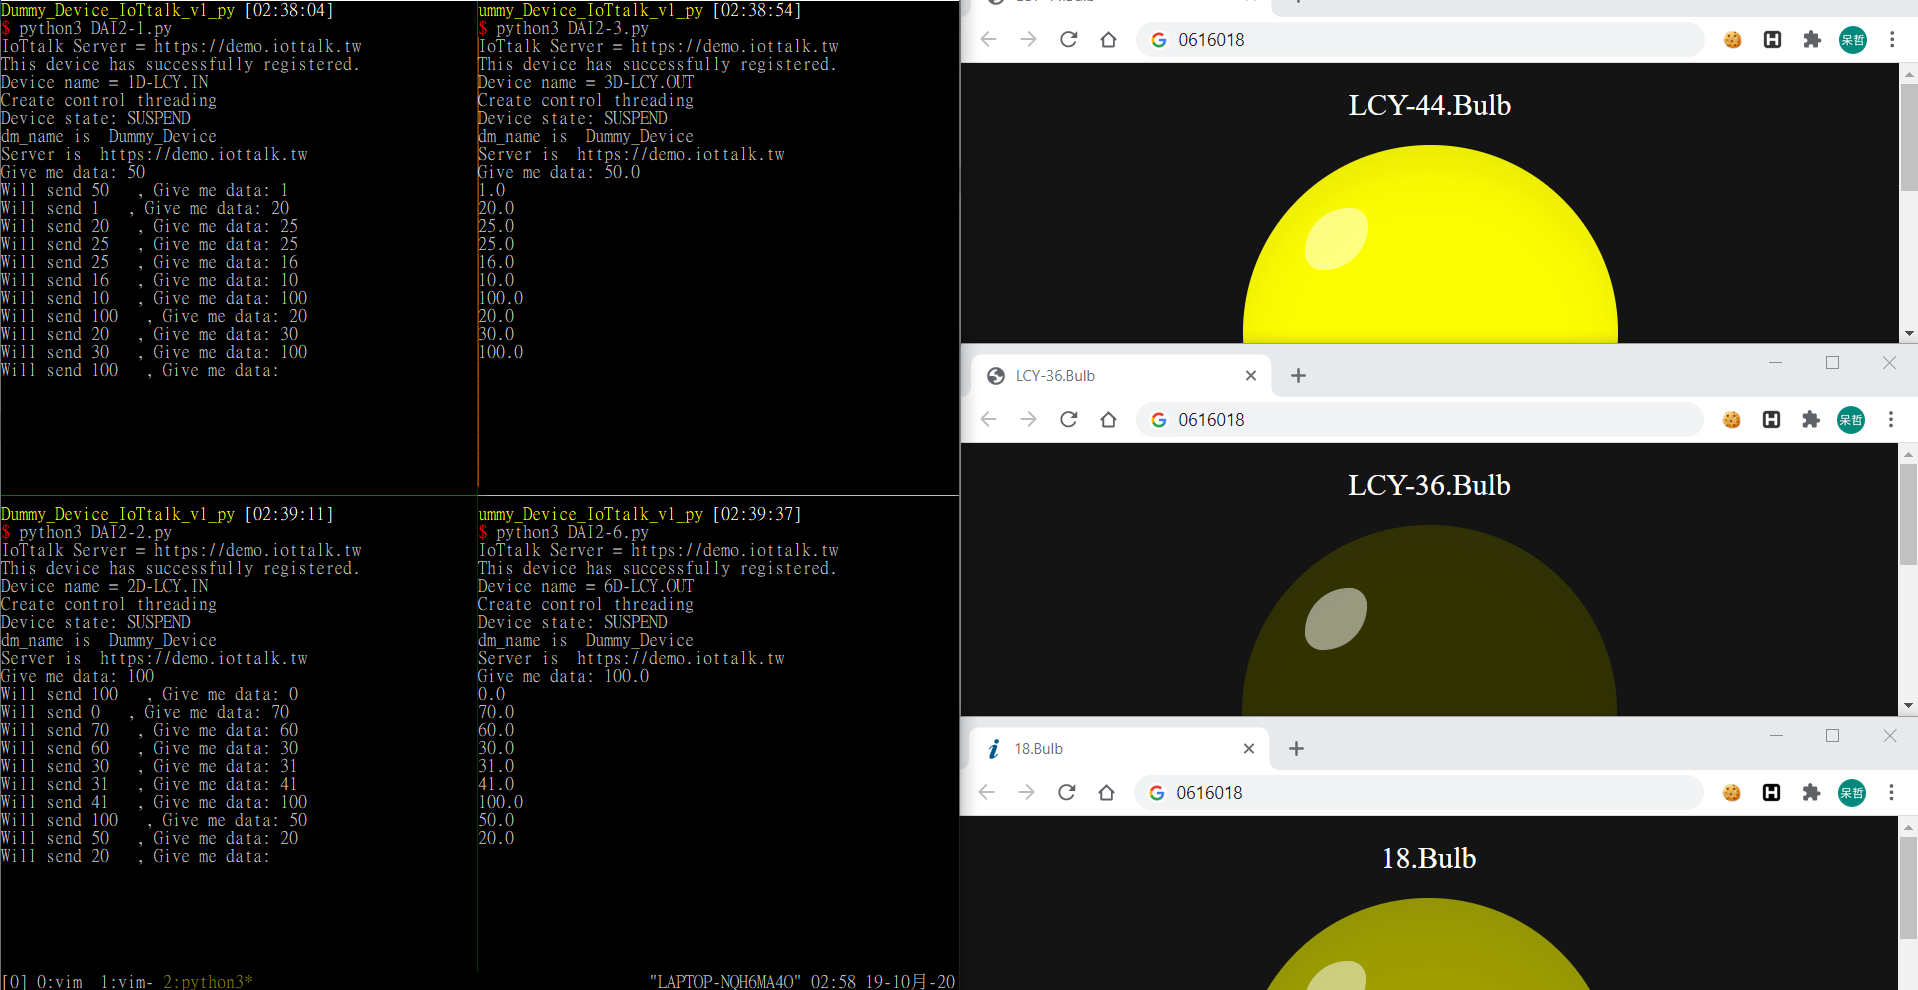 Dummy_Device_IoTtalk_v1_py [02:38:04]
$ python3 DAI2-1.py
IoTtalk Server = https://demo.iottalk.tw
This device has successfully registered.
Device name = 1D-LCY.IN
Create control threading
Device state: SUSPEND
dm_name is  Dummy_Device
Server is  https://demo.iottalk.tw
Give me data: 50
Will send 50   , Give me data: 1
Will send 1   , Give me data: 20
Will send 20   , Give me data: 25
Will send 25   , Give me data: 25
Will send 25   , Give me data: 16
Will send 16   , Give me data: 10
Will send 10   , Give me data: 100
Will send 100   , Give me data: 20
Will send 20   , Give me data: 30
Will send 30   , Give me data: 100
Will send 100   , Give me data:
ummy_Device_IoTtalk_v1_py [02:38:54]
$ python3 DAI2-3.py
IoTtalk Server = https://demo.iottalk.tw
This device has successfully registered.
Device name = 3D-LCY.OUT
Create control threading
Device state: SUSPEND
dm_name is  Dummy_Device
Server is  https://demo.iottalk.tw
Give me data: 50.0
1.0
20.0
25.0
25.0
16.0
10.0
100.0
20.0
30.0
100.0
Dummy_Device_IoTtalk_v1_py [02:39:11]
$ python3 DAI2-2.py
IoTtalk Server = https://demo.iottalk.tw
This device has successfully registered.
Device name = 2D-LCY.IN
Create control threading
Device state: SUSPEND
dm_name is  Dummy_Device
Server is  https://demo.iottalk.tw
Give me data: 100
Will send 100   , Give me data: 0
Will send 0   , Give me data: 70
Will send 70   , Give me data: 60
Will send 60   , Give me data: 30
Will send 30   , Give me data: 31
Will send 31   , Give me data: 41
Will send 41   , Give me data: 100
Will send 100   , Give me data: 50
Will send 50   , Give me data: 20
Will send 20   , Give me data:
ummy_Device_IoTtalk_v1_py [02:39:37]
$ python3 DAI2-6.py
IoTtalk Server = https://demo.iottalk.tw
This device has successfully registered.
Device name = 6D-LCY.OUT
Create control threading
Device state: SUSPEND
dm_name is  Dummy_Device
Server is  https://demo.iottalk.tw
Give me data: 100.0
0.0
70.0
60.0
30.0
31.0
41.0
100.0
50.0
20.0
[0] 0:vim  1:vim- 2:python3*
"LAPTOP-NQH6MA4O" 02:58 19-10月-20
0616018
呆哲
LCY-44.Bulb
LCY-36.Bulb
0616018
呆哲
LCY-36.Bulb
18.Bulb
0616018
呆哲
18.Bulb